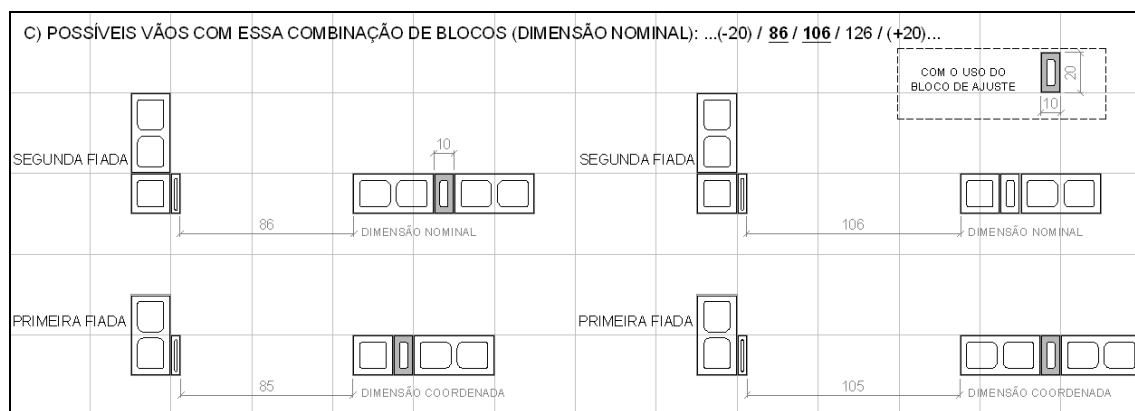 C) POSSÍVEIS VÃOS COM ESSA COMBINAÇÃO DE BLOCOS (DIMENSÃO NOMINAL): ...(-20) / 86 / 106 / 126 / (+20)...
COM O USO DO
BLOCO DE AJUSTE
20
10
SEGUNDA FIADA
10
86
DIMENSÃO NOMINAL
SEGUNDA FIADA
106
DIMENSÃO NOMINAL
PRIMEIRA FIADA
85
DIMENSÃO COORDENADA
PRIMEIRA FIADA
105
DIMENSÃO COORDENADA